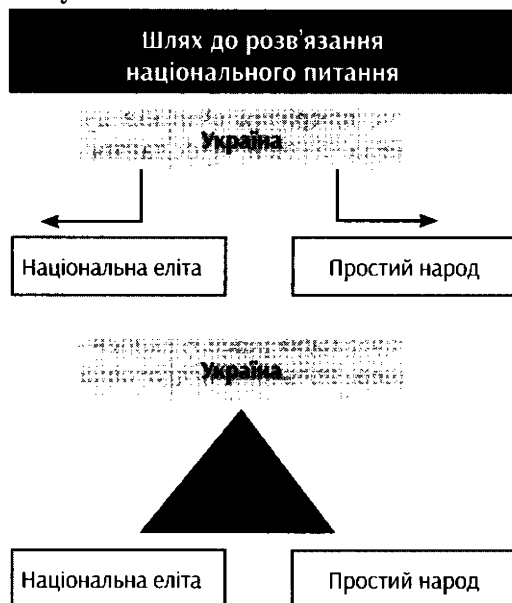 Шлях до розв'язання
національного питання
Україна
Національна еліта
Простий народ
Україна
Національна еліта
Простий народ